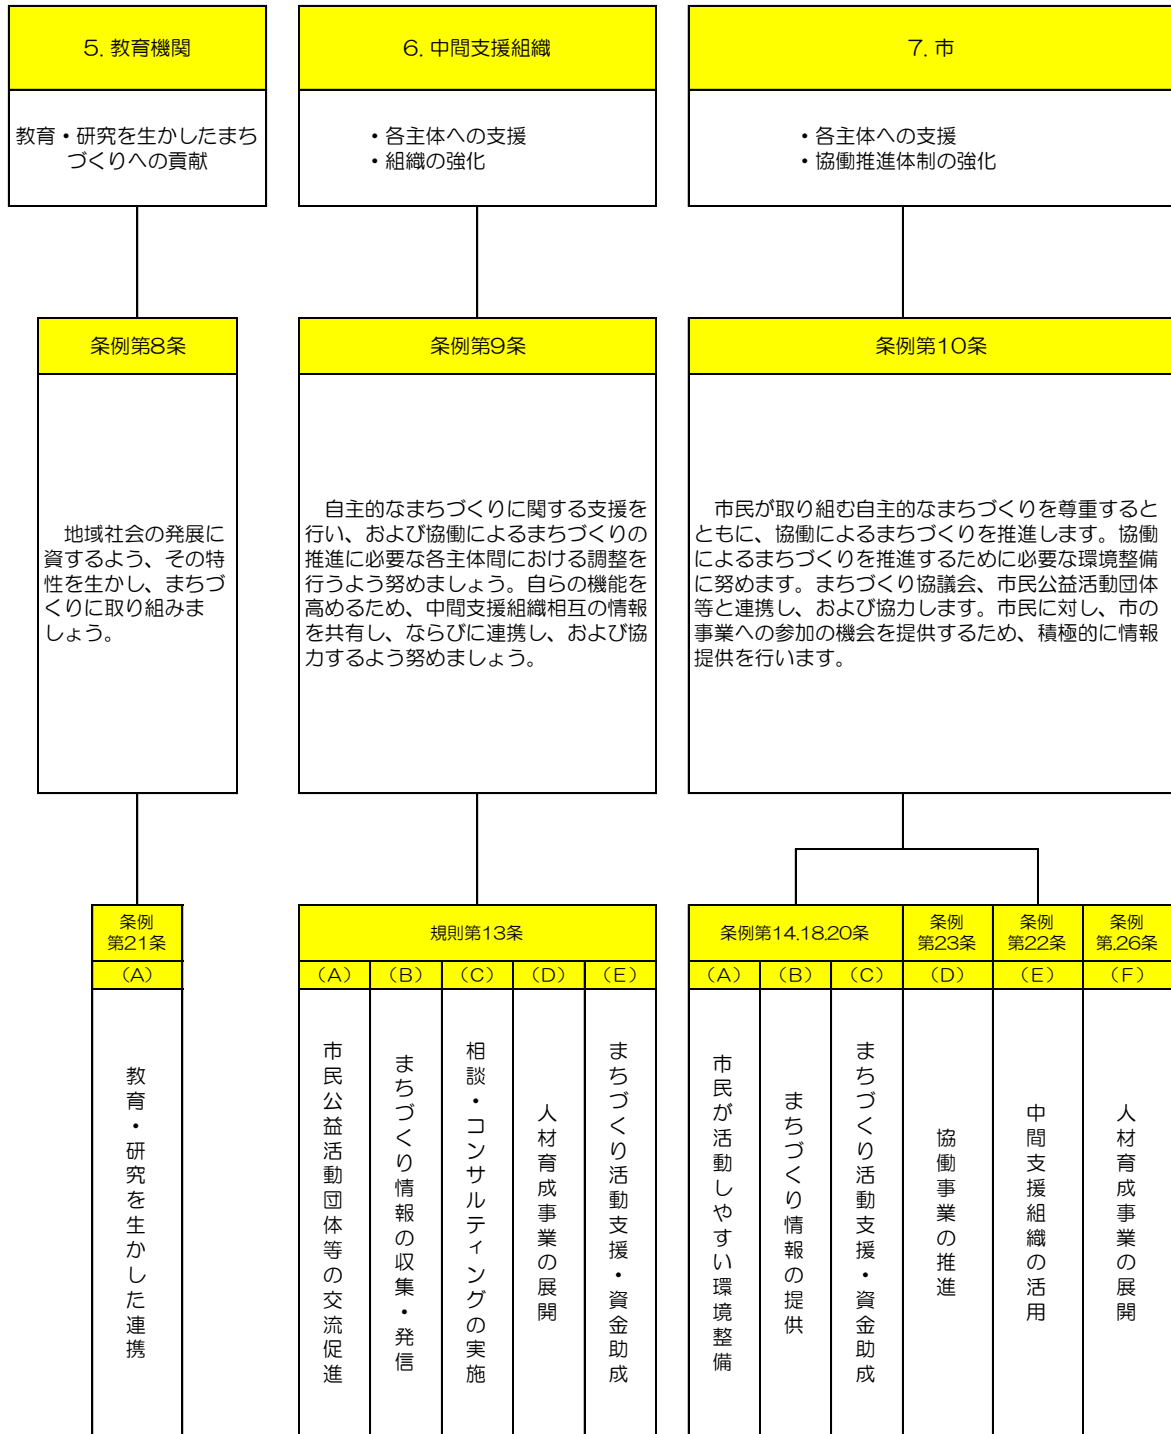 5. 教育機関
教育・研究を生かしたまち
づくりへの貢献
条例第8条
地域社会の発展に
資するよう、その特
性を生かし、まちづ
くりに取り組みま
しょう。
条例
第21条
（A）
教育・研究を生かした連携
6. 中間支援組織
・各主体への支援
・組織の強化
条例第9条
自主的なまちづくりに関する支援を
行い、および協働によるまちづくりの
推進に必要な各主体間における調整を
行うよう努めましょう。自らの機能を
高めるため、中間支援組織相互の情報
を共有し、ならびに連携し、および協
力するよう努めましょう。
規則第13条
（A）
市民公益活動団体等の交流促進
（B）
まちづくり情報の収集・発信
（C）
相談・コンサルティングの実施
（D）
人材育成事業の展開
（E）
まちづくり活動支援・資金助成
7. 市
・各主体への支援
・協働推進体制の強化
条例第10条
市民が取り組む自主的なまちづくりを尊重すると
ともに、協働によるまちづくりを推進します。協働
によるまちづくりを推進するために必要な環境整備
に努めます。まちづくり協議会、市民公益活動団体
等と連携し、および協力します。市民に対し、市の
事業への参加の機会を提供するため、積極的に情報
提供を行います。
条例第14.18.20条
（A）
市民が活動しやすい環境整備
（B）
まちづくり情報の提供
（C）
まちづくり活動支援・資金助成
条例
第23条
（D）
協働事業の推進
条例
第22条
（E）
中間支援組織の活用
条例
第.26条
（F）
人材育成事業の展開